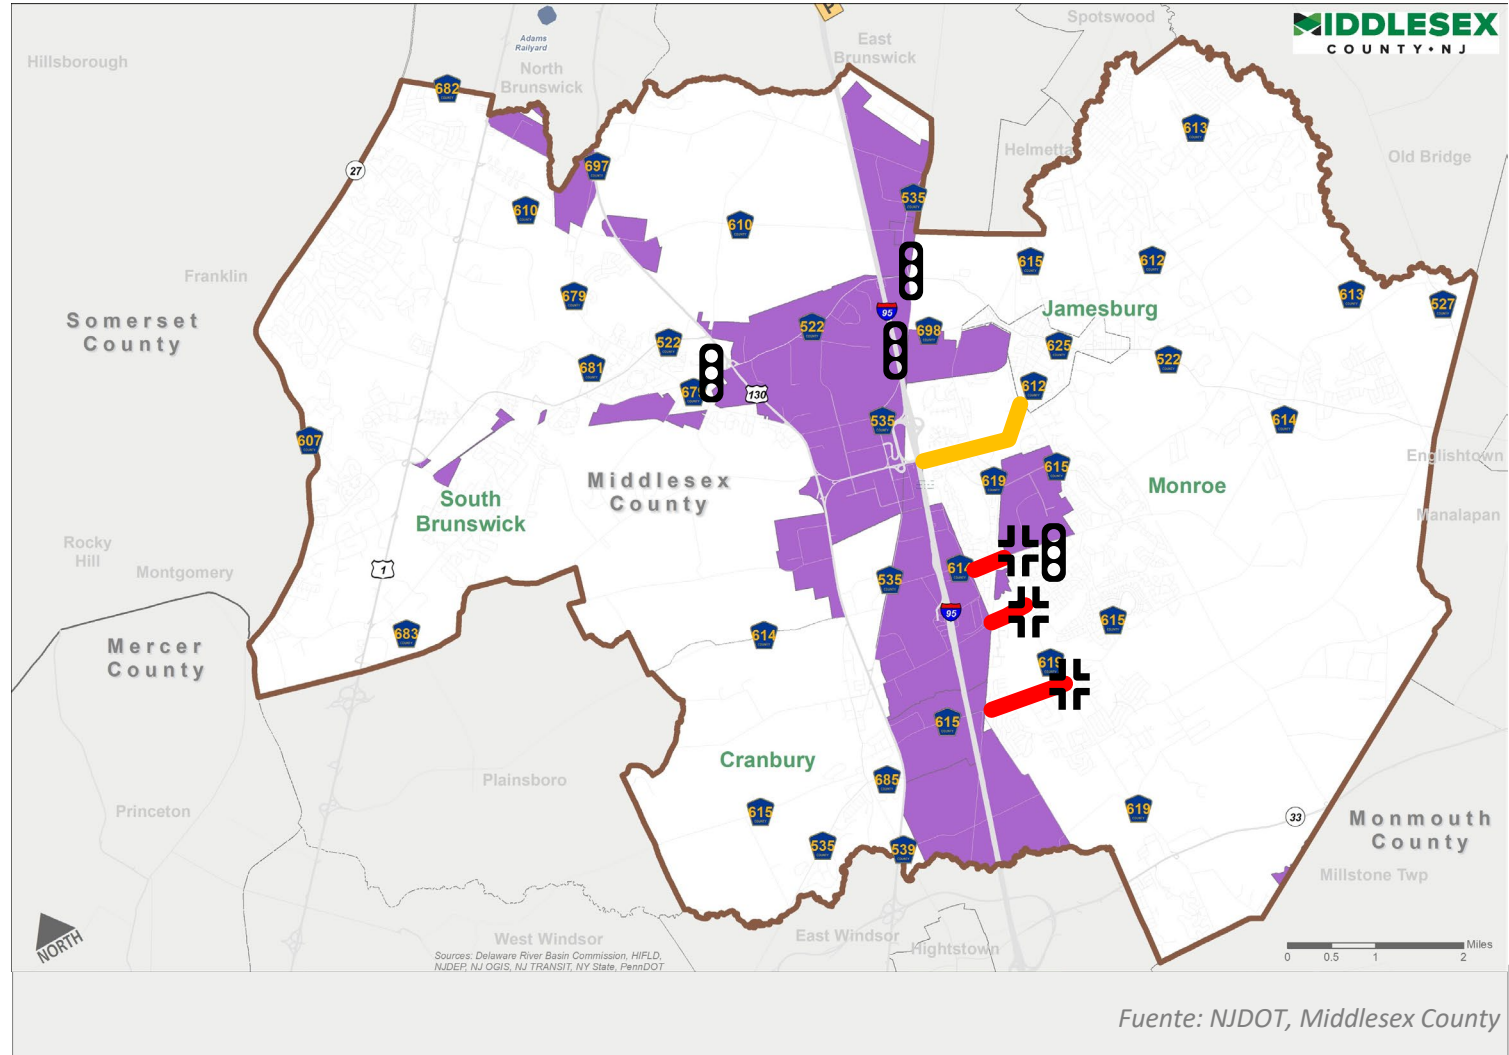 Spotswood
MIDDLESEX
COUNTY • NJ
Adams
Railyard
East
Brunswick
Hillsborough
North
Brunswick
682
613
Helmetta
Old Bridge
27
697
535
610
610
Franklin
615
612
679
613
527
95
Jamesburg
Somerset
County
522
698
522
625
522
681
612
679
130
535
614
607
Englishtown
619
615
Middlesex
County
Monroe
South
Brunswick
Manalapan
Rocky
Hill
Montgomery
1
614
535
95
615
683
614
Mercer
County
619
615
Cranbury
Plainsboro
685
Princeton
615
619
33
Monmouth
County
535
539
Millstone Twp
NORTH
West Windsor
East Windsor
Hightstown
Sources: Delaware River Basin Commission, HIFLD,
NJDEP, NJ OGIS, NJ TRANSIT, NY State, PennDOT
Miles
0 0.5 1 2
Fuente: NJDOT, Middlesex County